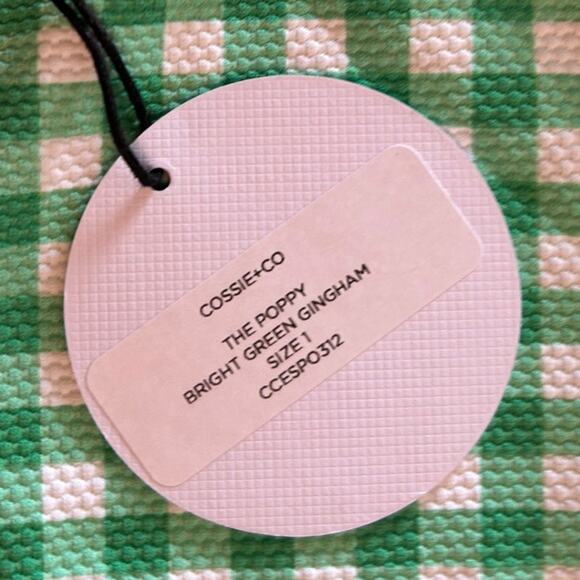 COSSIE+CO
THE POPPY
BRIGHT GREEN GINGHAM
SIZE 1
CCESPO312